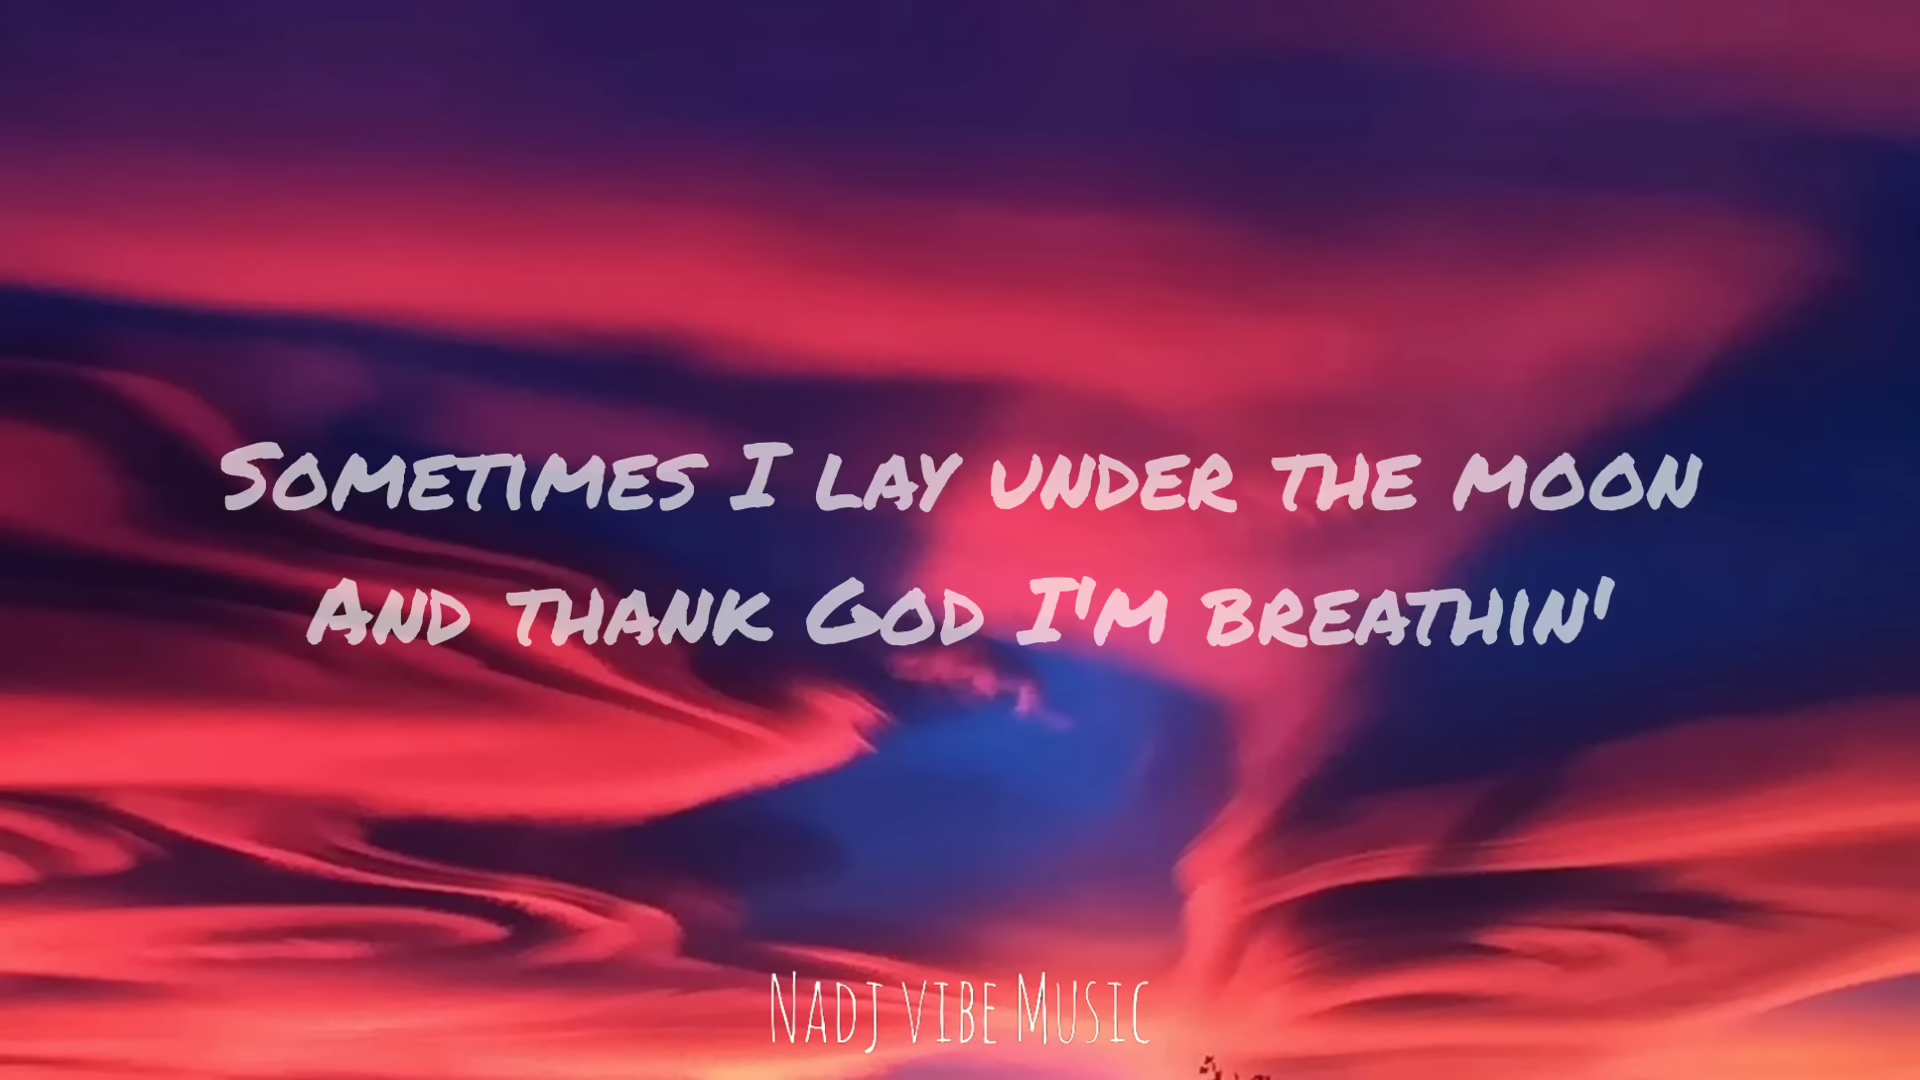 Sometimes I lay under the moon
And thank God I'm breathin'
Nadj vibe Music